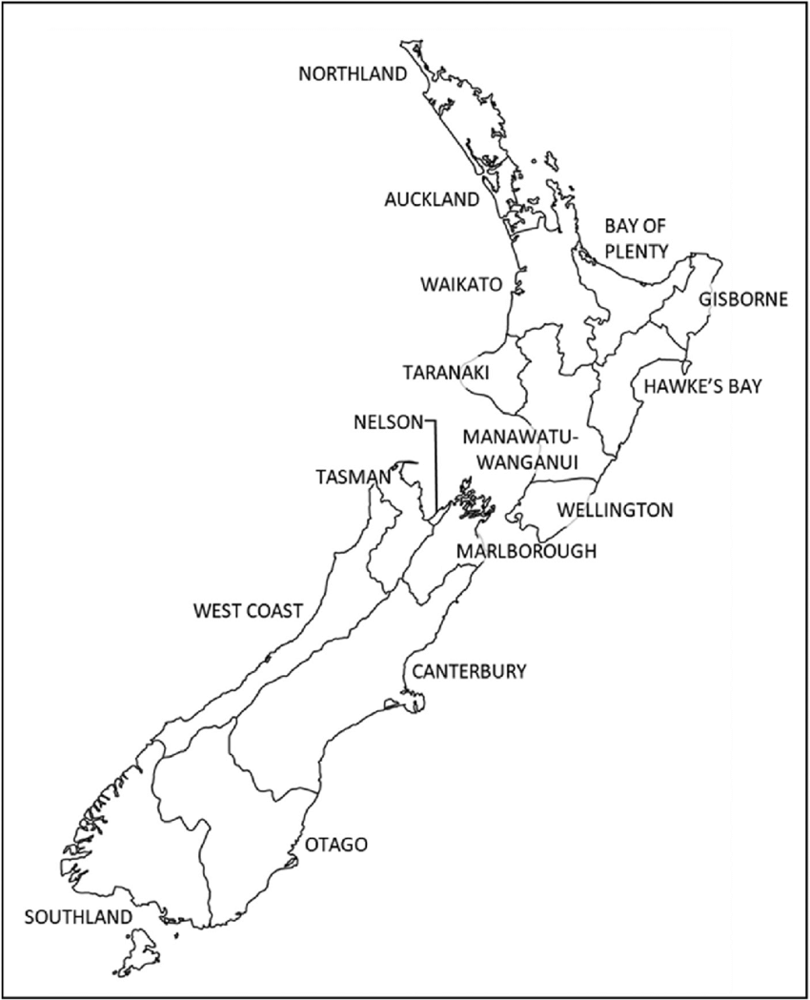 NORTHLAND
AUCKLAND
BAY OF
PLENTY
WAIKATO
GISBORNE
TARANAKI
HAWKE'S BAY
NELSON
MANAWATU-
WANGANUI
TASMAN
WELLINGTON
MARLBOROUGH
WEST COAST
CANTERBURY
OTAGO
SOUTHLAND